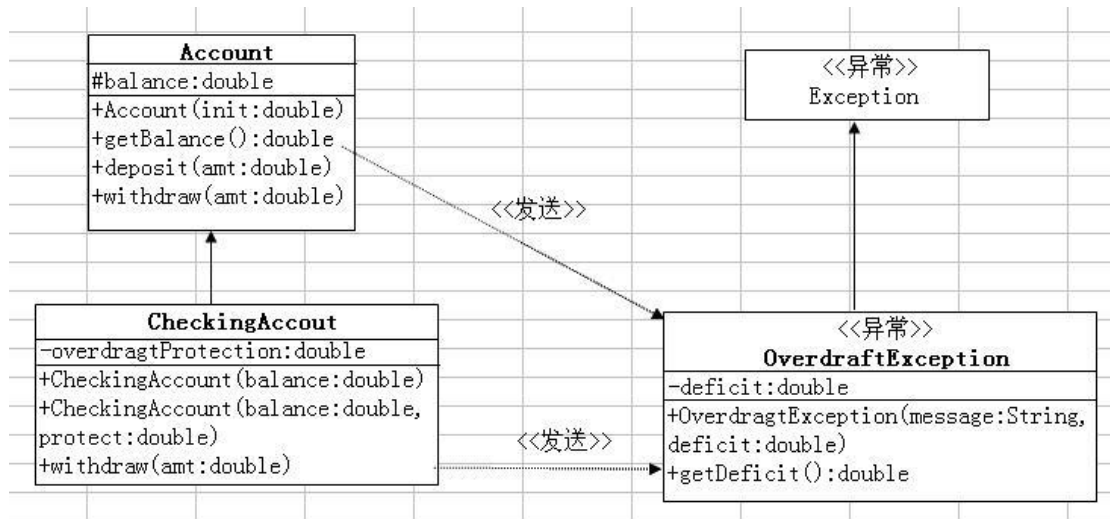 Account
#balance:double
+Account(init:double)
+getBalance():double
+deposit(amt:double)
+withdraw(amt:double)
<<异常>>
Exception
<<发送>>
CheckingAccout
-overdragtProtection:double
+CheckingAccount(balance:double)
+CheckingAccount(balance:double,
protect:double)
+withdraw(amt:double)
<<发送>>
<<异常>>
OverdraftException
-deficit:double
+OverdragtException(message:String,
deficit:double)
+getDeficit():double